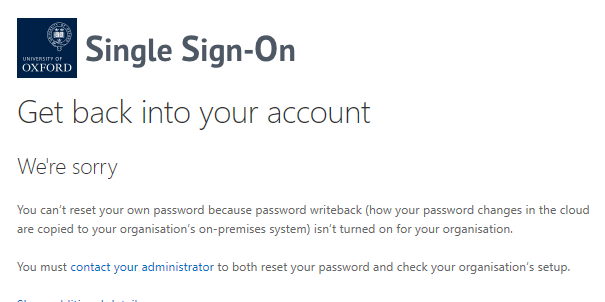 UNIVERSITY OF
OXFORD
Single Sign-On
Get back into your account
We're sorry
You can't reset your own password because password writeback (how your password changes in the cloud
are copied to your organisation's on-premises system) isn't turned on for your organisation.
You must contact your administrator to both reset your password and check your organisation's setup.